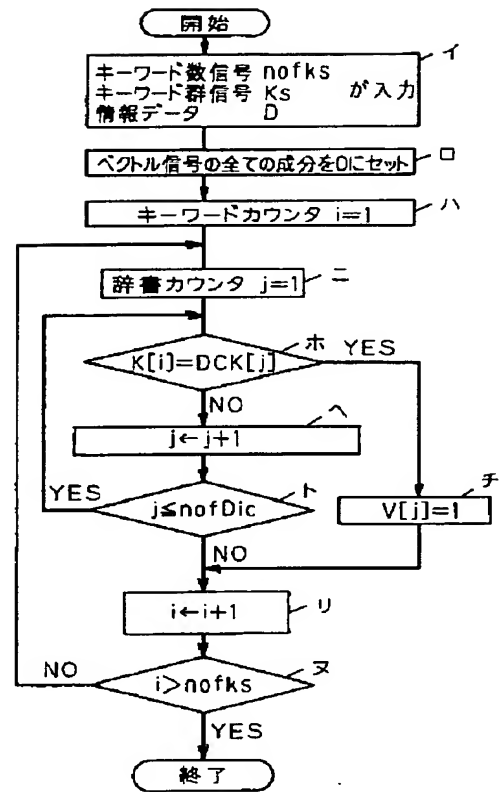 開始
イ
キーワード数信号 nofks
キーワード群信号 Ks が入力
情報データ D
ロ
ベクトル信号の全ての成分を0にセット
ハ
キーワードカウンタ i=1
ニ
辞書カウンタ j=1
ホ
K[i]=DCK[j]
YES
NO
ヘ
j←j+1
YES
ト
j≦nofDic
チ
V[j]=1
NO
リ
i←i+1
NO
ヌ
i>nofks
YES
終了